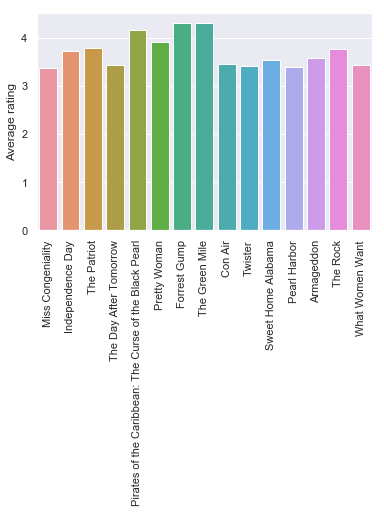 Average rating
4
3
2
1
0
Miss Congeniality
Independence Day
The Patriot
The Day After Tomorrow
Pirates of the Caribbean: The Curse of the Black Pearl
Pretty Woman
Forrest Gump
The Green Mile
Con Air
Twister
Sweet Home Alabama
Pearl Harbor
Armageddon
The Rock
What Women Want